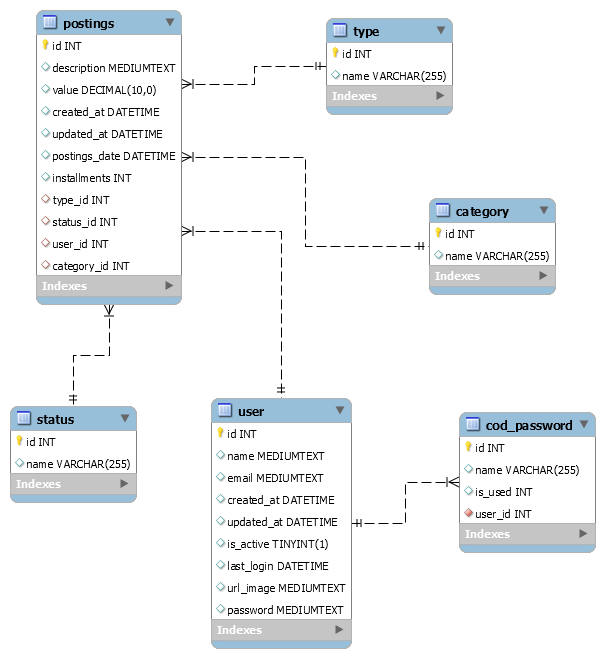 postings
id INT
description MEDIUMTEXT
value DECIMAL(10,0)
created_at DATETIME
updated_at DATETIME
postings_date DATETIME
installments INT
type_id INT
status_id INT
user_id INT
category_id INT
Indexes
type
id INT
name VARCHAR(255)
Indexes
category
id INT
name VARCHAR(255)
Indexes
status
id INT
name VARCHAR(255)
Indexes
user
id INT
name MEDIUMTEXT
email MEDIUMTEXT
created_at DATETIME
updated_at DATETIME
is_active TINYINT(1)
last_login DATETIME
url_image MEDIUMTEXT
password MEDIUMTEXT
Indexes
cod_password
id INT
name VARCHAR(255)
is_used INT
user_id INT
Indexes